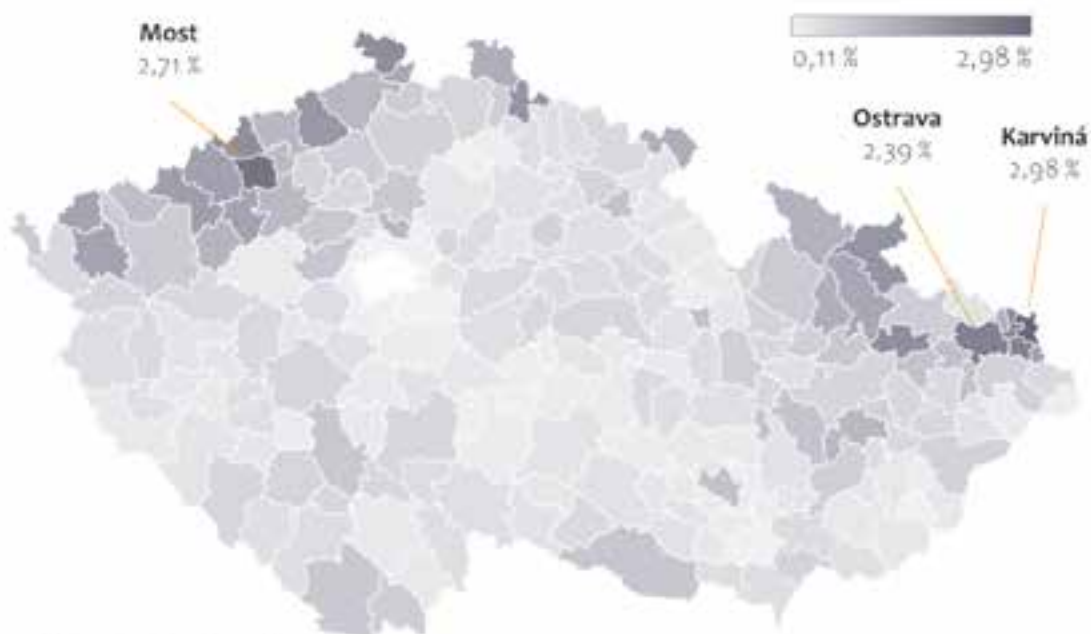 Most
2,71 %
0,11 % 2,98 %
Ostrava
2,39 %
Karviná
2,98 %